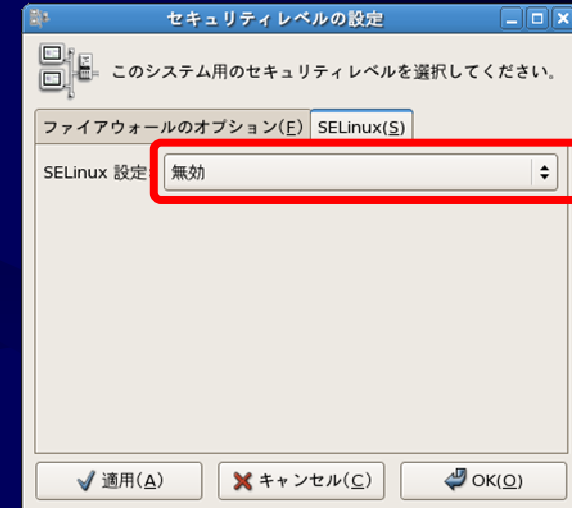 セキュリティレベルの設定
このシステム用のセキュリティレベルを選択してください。
ファイアウォールのオプション(F) SELinux(S)
SELinux 設定: 無効
適用(A) キャンセル(C) OK(O)